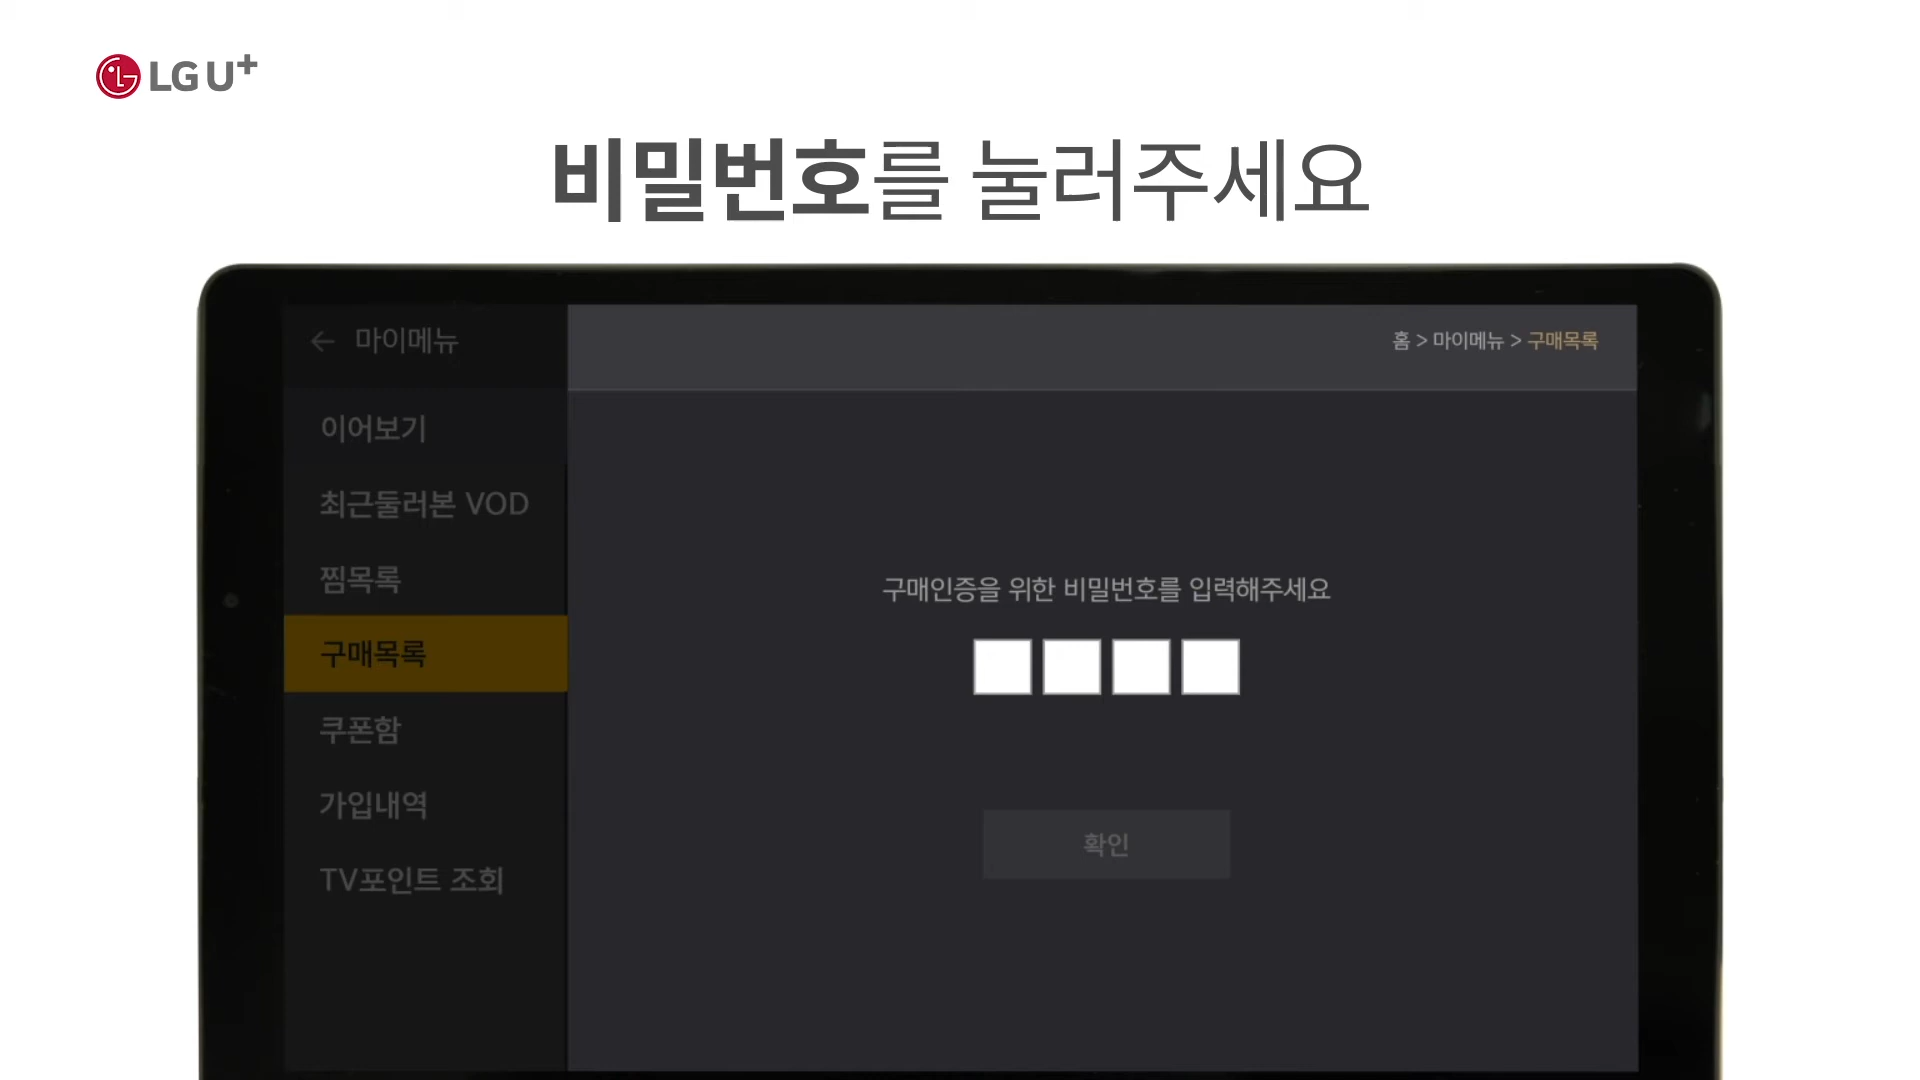 LG U+
비밀번호를 눌러주세요
← 마이메뉴
홈 > 마이메뉴 > 구매목록
이어보기
최근둘러본 VOD
찜목록
구매목록
쿠폰함
가입내역
TV포인트 조회
구매인증을 위한 비밀번호를 입력해주세요
확인